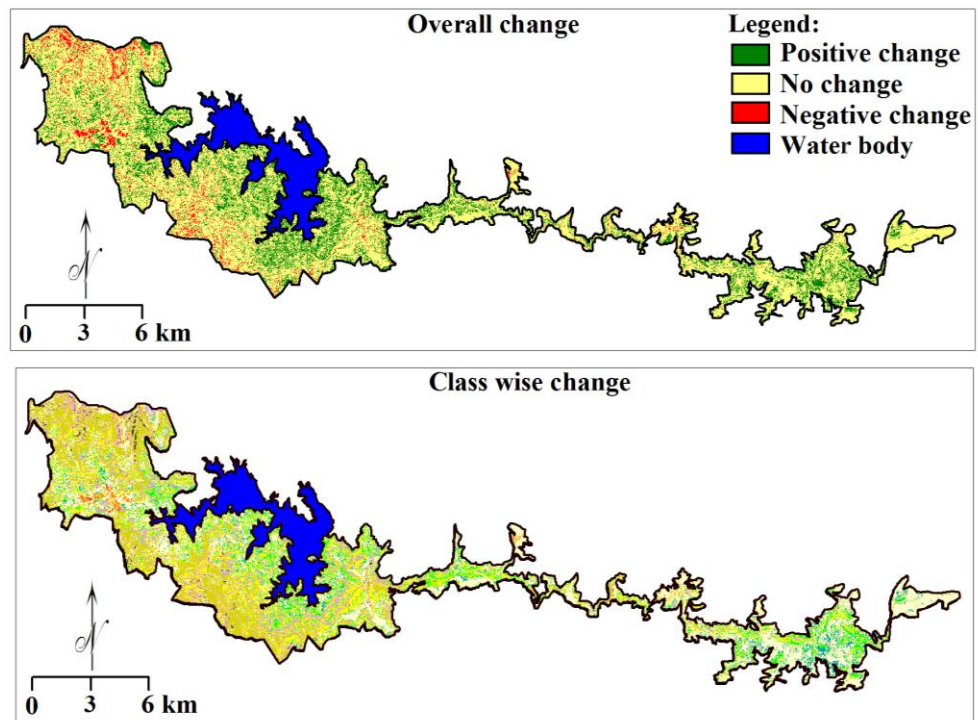 Overall change
Legend:
Positive change
No change
Negative change
Water body
N
0 3 6 km
Class wise change
N
0 3 6 km